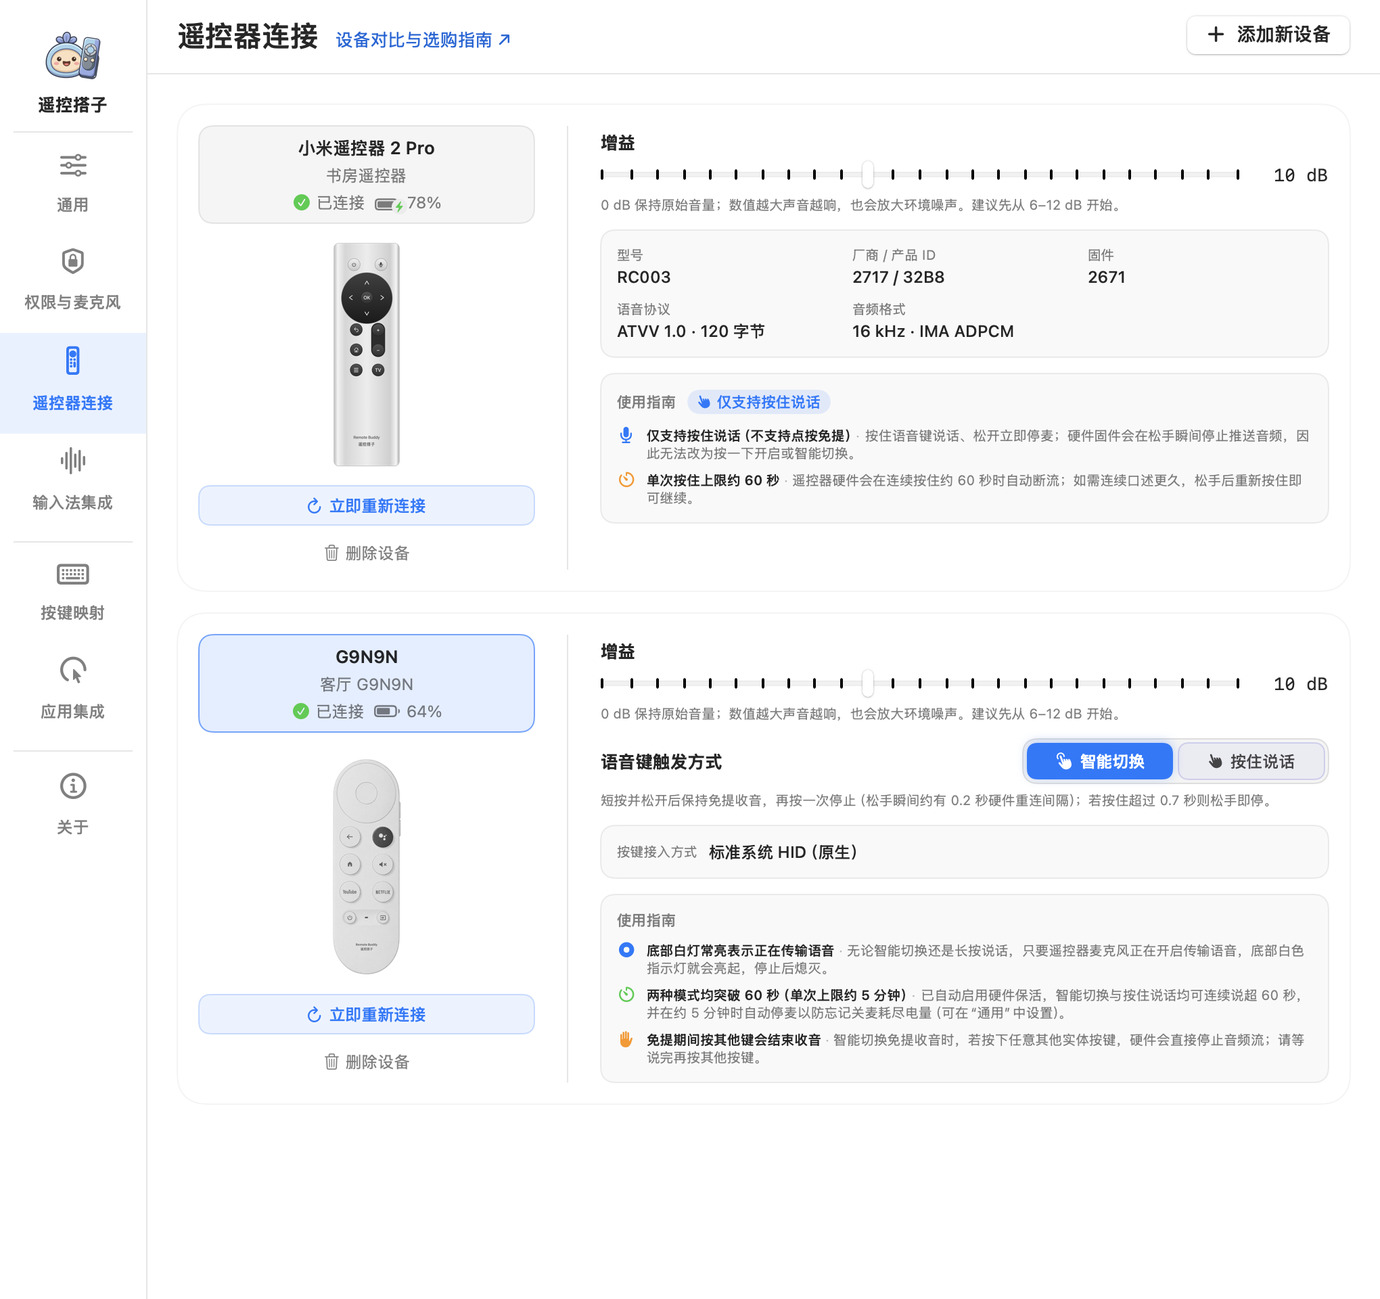 遥控搭子
通用
权限与麦克风
遥控器连接
输入法集成
按键映射
应用集成
关于
遥控器连接
设备对比与选购指南 ↗
+ 添加新设备
小米遥控器 2 Pro
书房遥控器
已连接 78%
OK
TV
Remote Buddy
遥控搭子
立即重新连接
删除设备
增益
10 dB
0 dB 保持原始音量；数值越大声音越响，也会放大环境噪声。建议先从 6–12 dB 开始。
型号
RC003
厂商 / 产品 ID
2717 / 32B8
固件
2671
语音协议
ATVV 1.0 · 120 字节
音频格式
16 kHz · IMA ADPCM
使用指南
仅支持按住说话
仅支持按住说话 (不支持点按免提) · 按住语音键说话、松开立即停麦；硬件固件会在松手瞬间停止推送音频，因
此无法改为按一下开启或智能切换。
单次按住上限约 60 秒 · 遥控器硬件会在连续按住约 60 秒时自动断流；如需连续口述更久，松手后重新按住即
可继续。
G9N9N
客厅 G9N9N
已连接 64%
YouTube
NETFLIX
Remote Buddy
遥控搭子
立即重新连接
删除设备
增益
10 dB
0 dB 保持原始音量；数值越大声音越响，也会放大环境噪声。建议先从 6–12 dB 开始。
语音键触发方式
智能切换
按住说话
短按并松开后保持免提收音，再按一次停止 (松手瞬间约有 0.2 秒硬件重连间隔)；若按住超过 0.7 秒则松手即停。
按键接入方式 标准系统 HID (原生)
使用指南
底部白灯常亮表示正在传输语音 · 无论智能切换还是长按说话，只要遥控器麦克风正在开启传输语音，底部白色
指示灯就会亮起，停止后熄灭。
两种模式均突破 60 秒 (单次上限约 5 分钟) · 已自动启用硬件保活，智能切换与按住说话均可连续说超 60 秒，
并在约 5 分钟时自动停麦以防忘记关麦耗尽电量 (可在 “通用” 中设置)。
免提期间按其他键会结束收音 · 智能切换免提收音时，若按下任意其他实体按键，硬件会直接停止音频流；请等
说完再按其他按键。